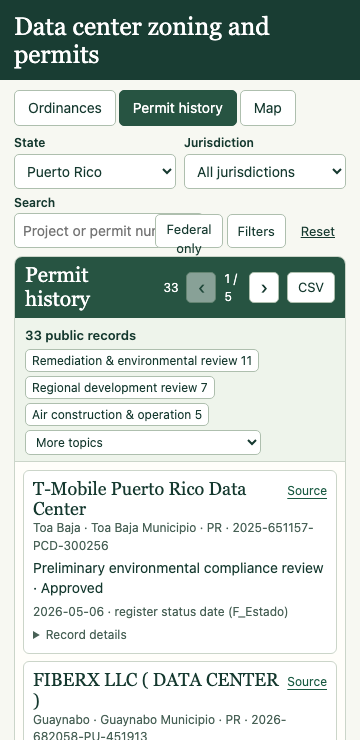 Data center zoning and
permits
Ordinances
Permit history
Map
State
Jurisdiction
Puerto Rico
All jurisdictions
Search
Project or permit nur
Federal
only
Filters
Reset
Permit
history
33
‹
1 /
5
›
CSV
33 public records
Remediation & environmental review 11
Regional development review 7
Air construction & operation 5
More topics
T-Mobile Puerto Rico Data
Center
Source
Toa Baja · Toa Baja Municipio · PR · 2025-651157-
PCD-300256
Preliminary environmental compliance review
· Approved
2026-05-06 · register status date (F_Estado)
Record details
FIBERX LLC ( DATA CENTER
)
Source
Guaynabo · Guaynabo Municipio · PR · 2026-
682058-PU-451913